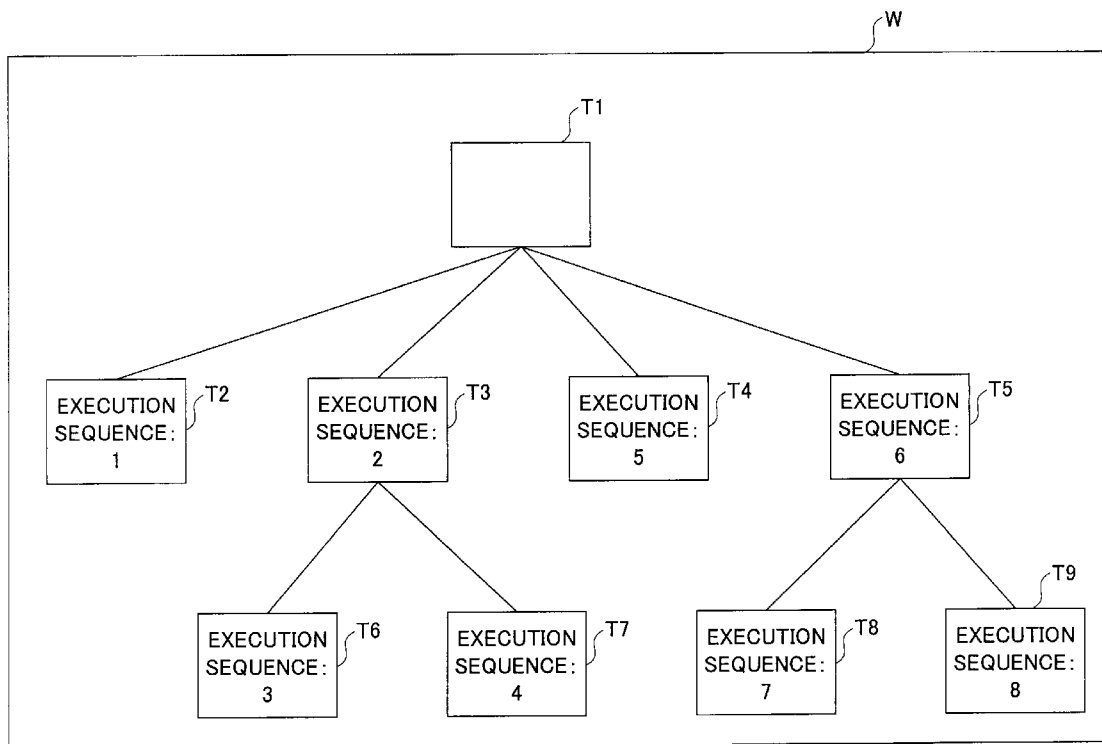 W
T1
EXECUTION
SEQUENCE:
1
T2
EXECUTION
SEQUENCE:
2
T3
EXECUTION
SEQUENCE:
5
T4
EXECUTION
SEQUENCE:
6
T5
EXECUTION
SEQUENCE:
3
T6
EXECUTION
SEQUENCE:
4
T7
EXECUTION
SEQUENCE:
7
T8
EXECUTION
SEQUENCE:
8
T9